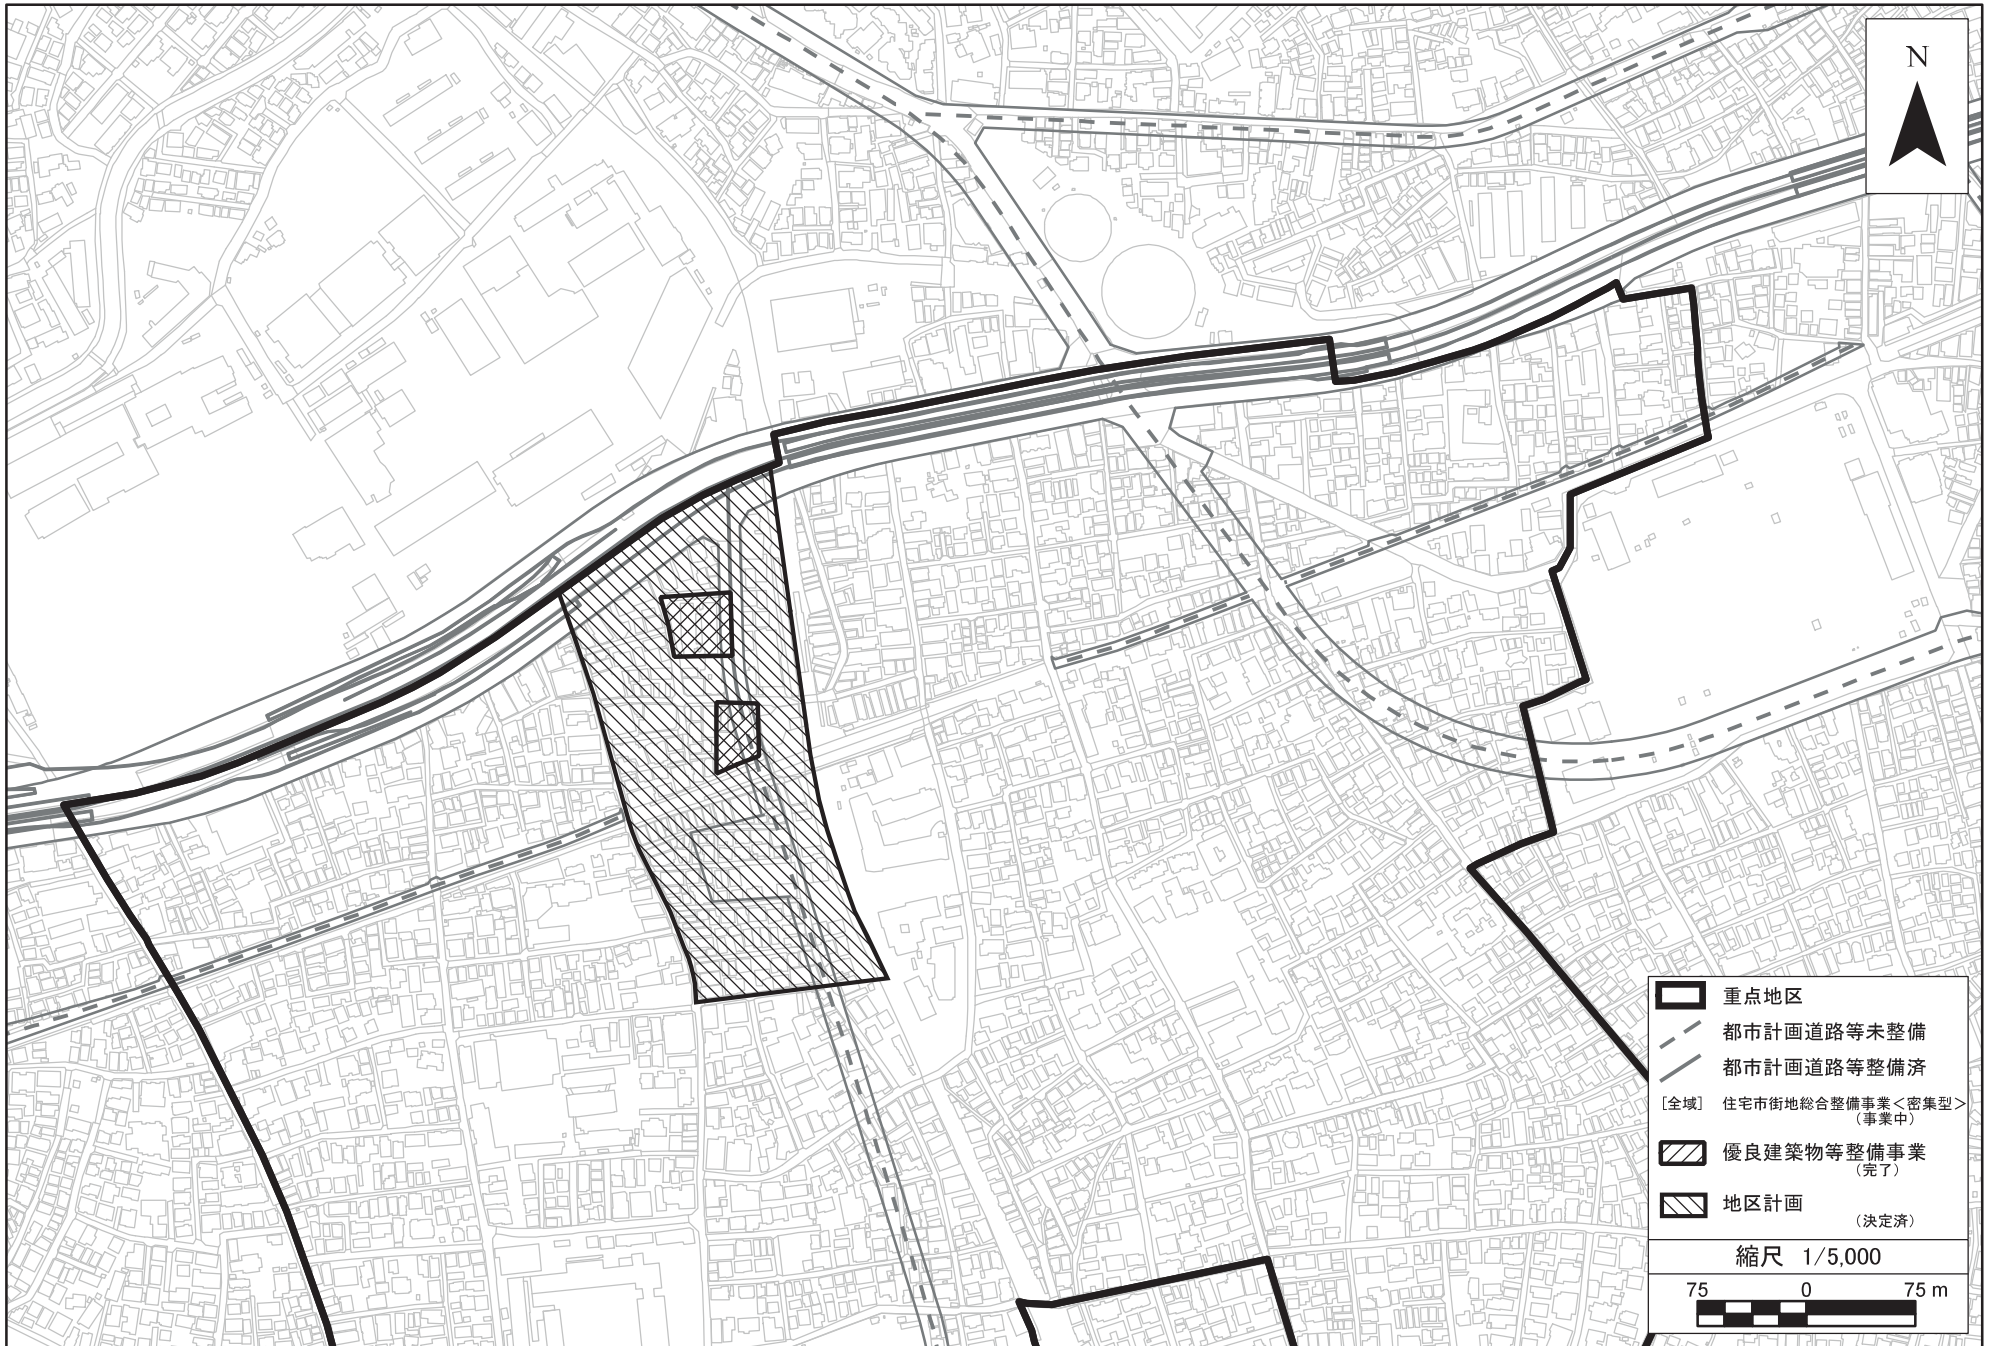 N
重点地区
都市計画道路等未整備
都市計画道路等整備済
[全域] 住宅市街地総合整備事業<密集型>
(事業中)
優良建築物等整備事業
(完了)
地区計画
(決定済)
縮尺 1/5,000
75 0 75 m